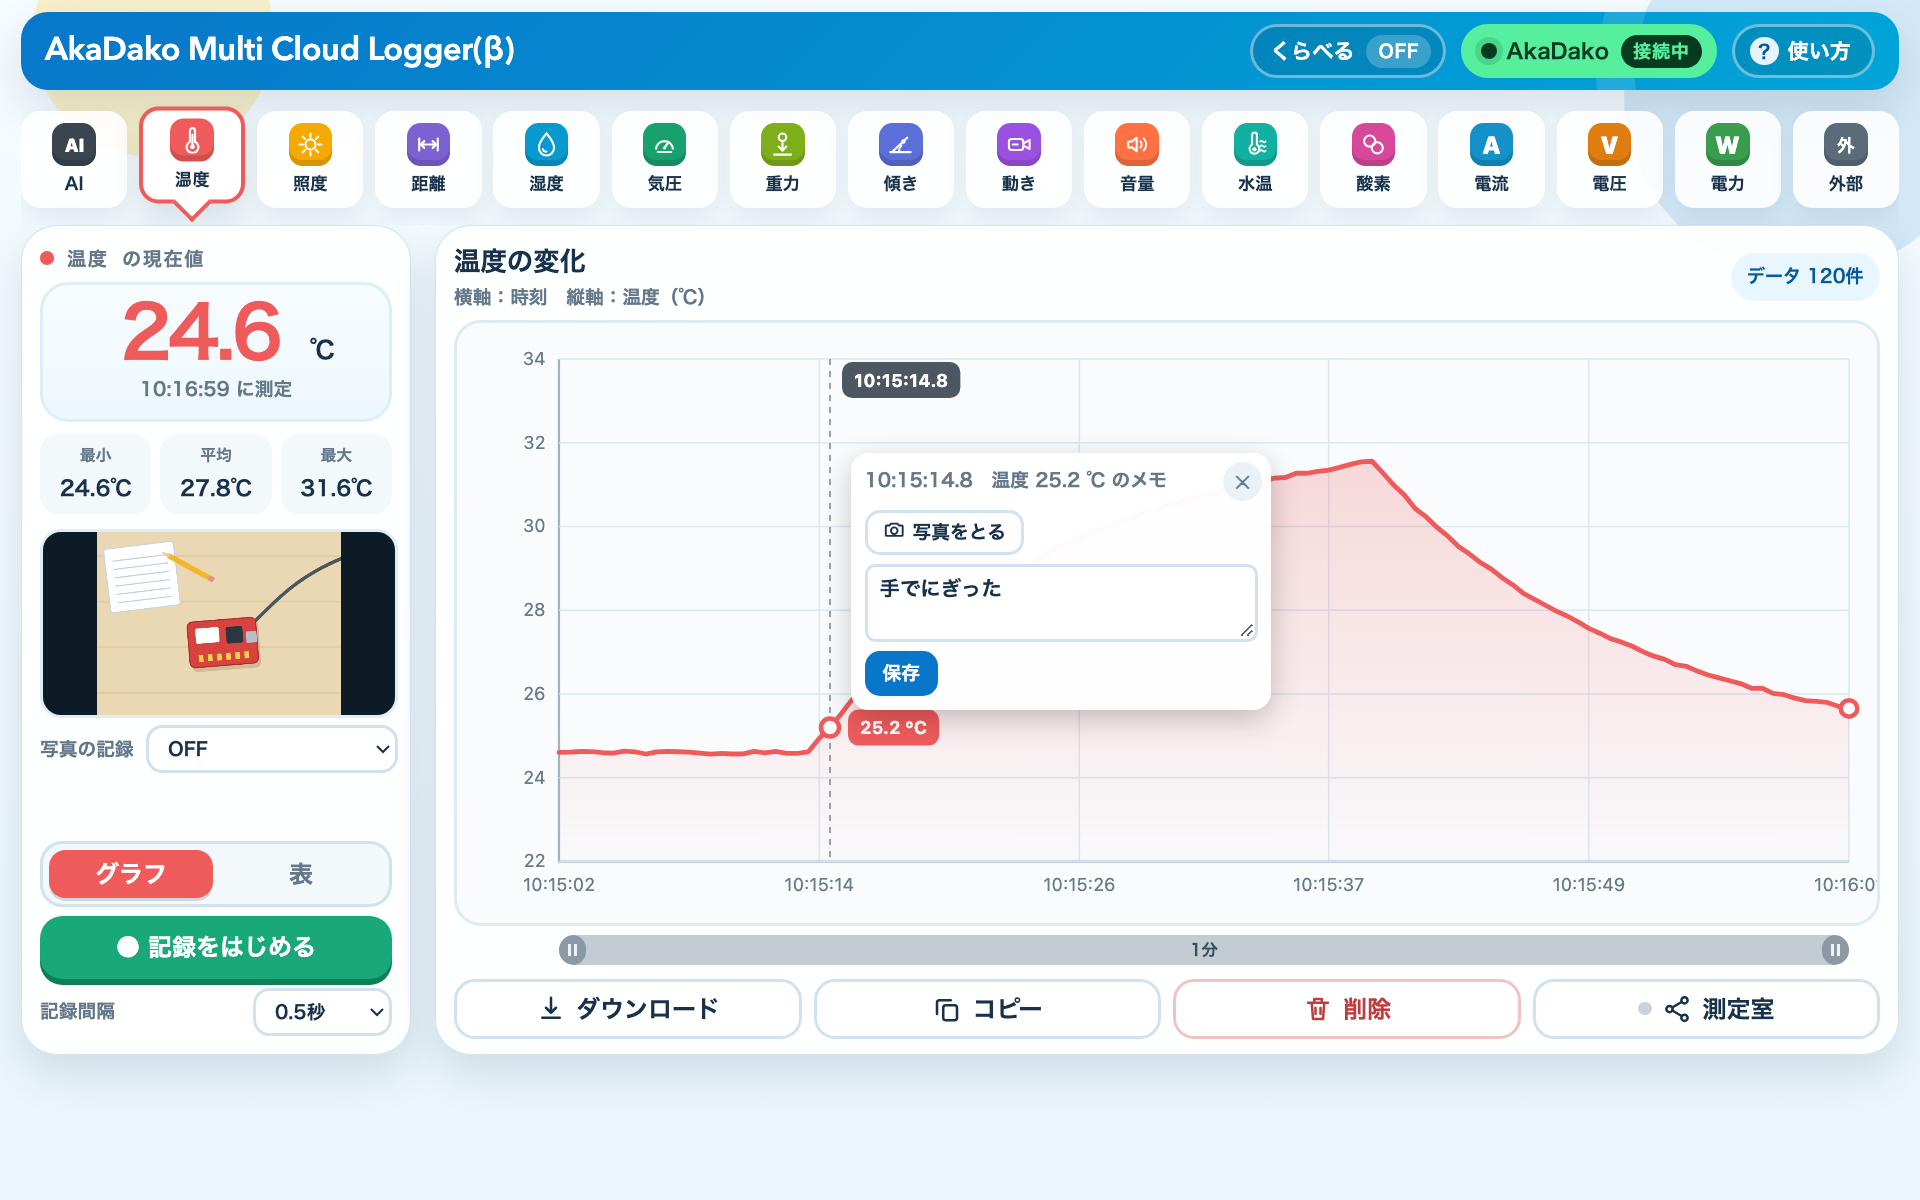 AkaDako Multi Cloud Logger(β)
くらべる OFF
AkaDako 接続中
? 使い方
AI AI
温度
照度
距離
湿度
気圧
重力
傾き
動き
音量
水温
酸素
A 電流
V 電圧
W 電力
外 外部
温度 の現在値
24.6 ℃
10:16:59 に測定
最小 24.6℃
平均 27.8℃
最大 31.6℃
写真の記録 OFF
グラフ 表
記録をはじめる
記録間隔 0.5秒
温度の変化
横軸：時刻 縦軸：温度（℃）
データ 120件
34
32
30
28
26
24
22
10:15:14.8
10:15:14.8 温度 25.2 ℃ のメモ
写真をとる
手でにぎった
保存
25.2 ℃
10:15:02 10:15:14 10:15:26 10:15:37 10:15:49 10:16:0
1分
ダウンロード コピー 削除 測定室